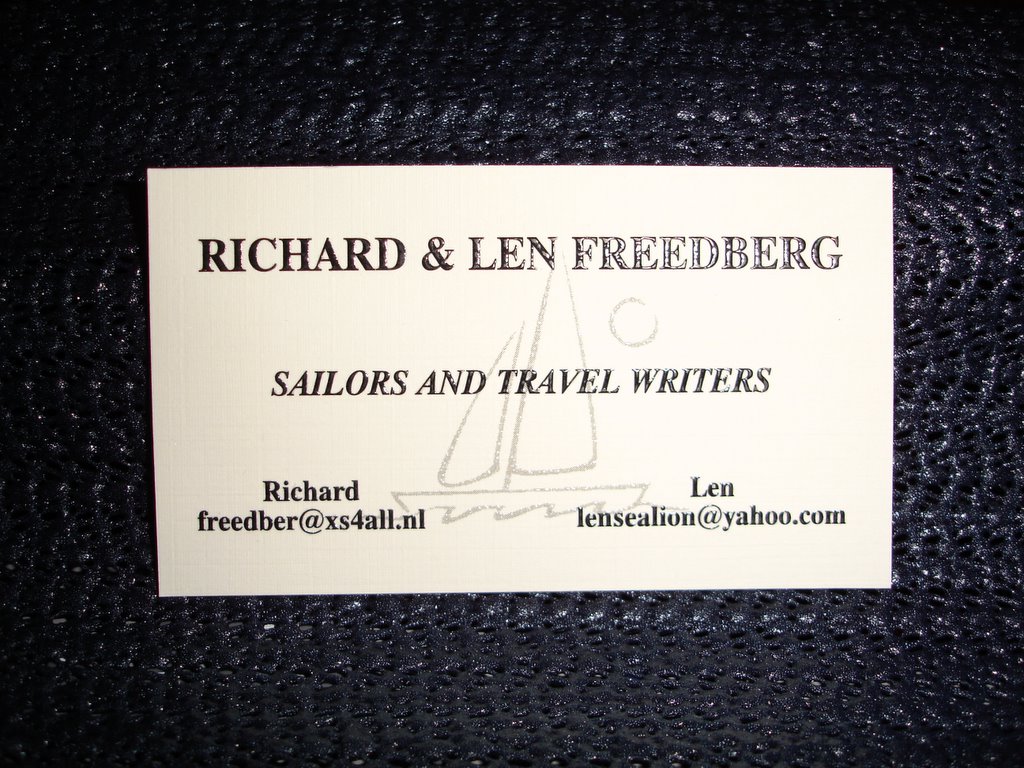 RICHARD & LEN FREEDBERG
SAILORS AND TRAVEL WRITERS
Richard Len
freedber@xs4all.nl lensealion@yahoo.com